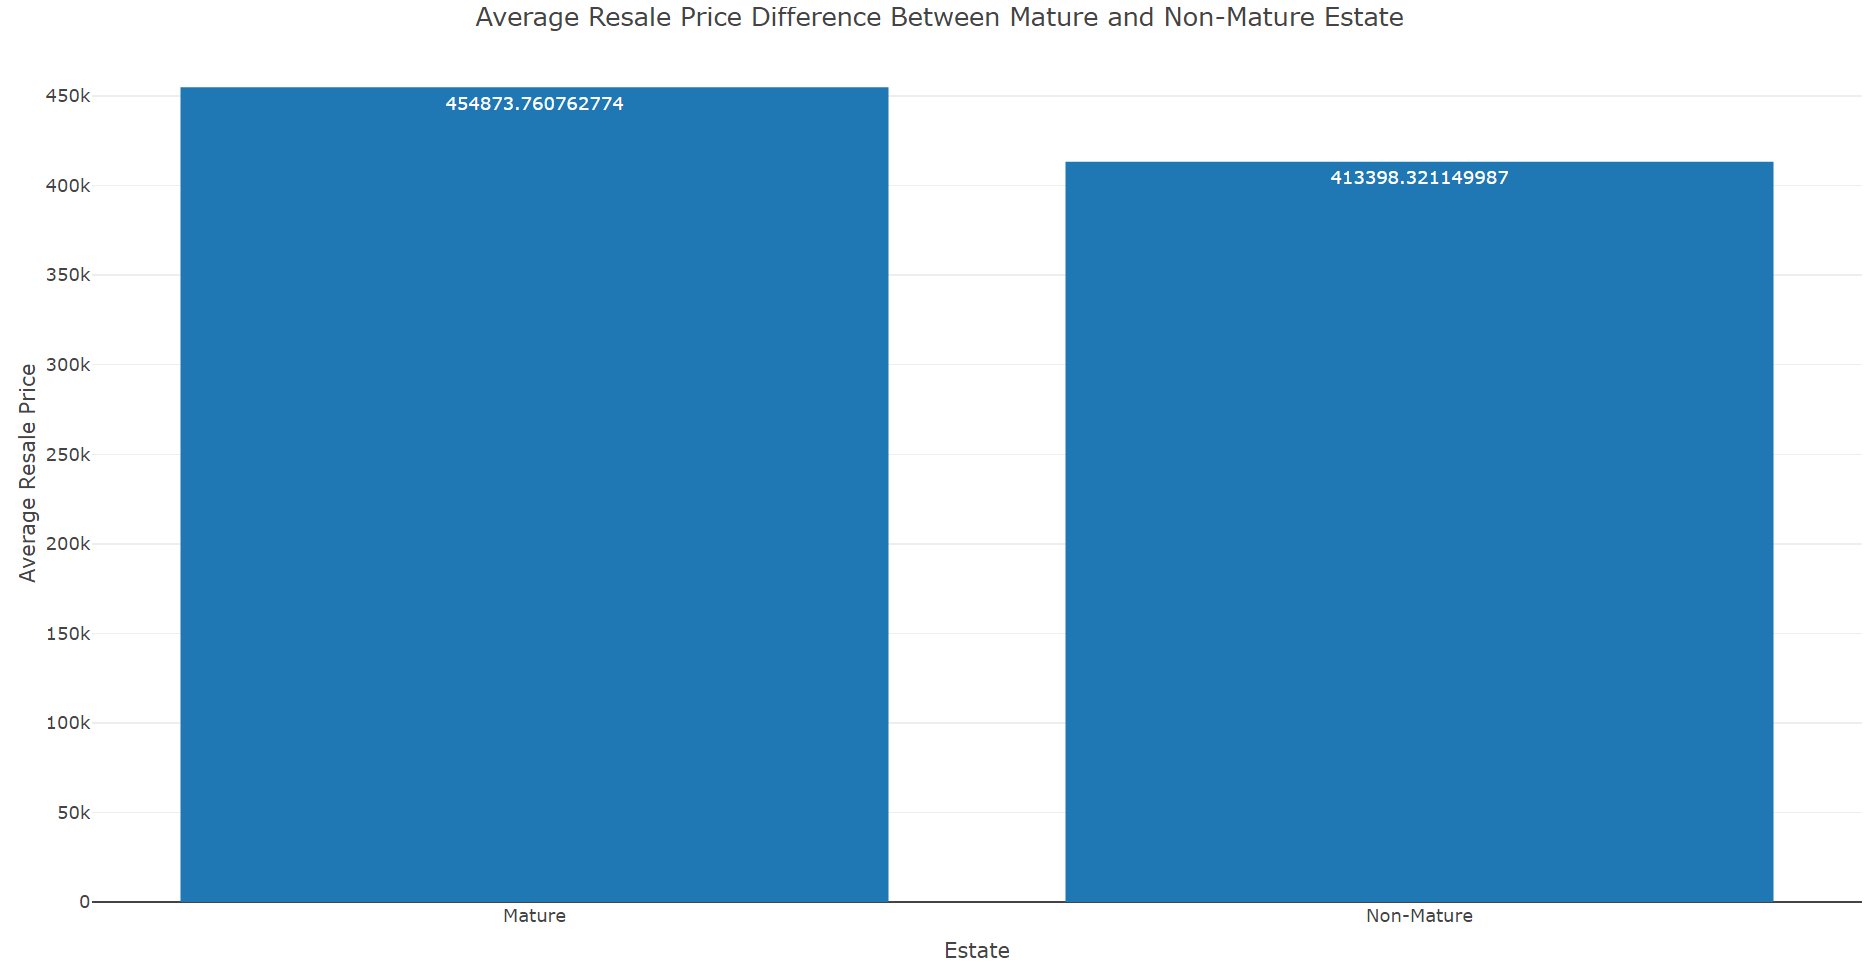 Average Resale Price Difference Between Mature and Non-Mature Estate
Average Resale Price
450k
400k
350k
300k
250k
200k
150k
100k
50k
0
454873.760762774
413398.321149987
Mature
Non-Mature
Estate